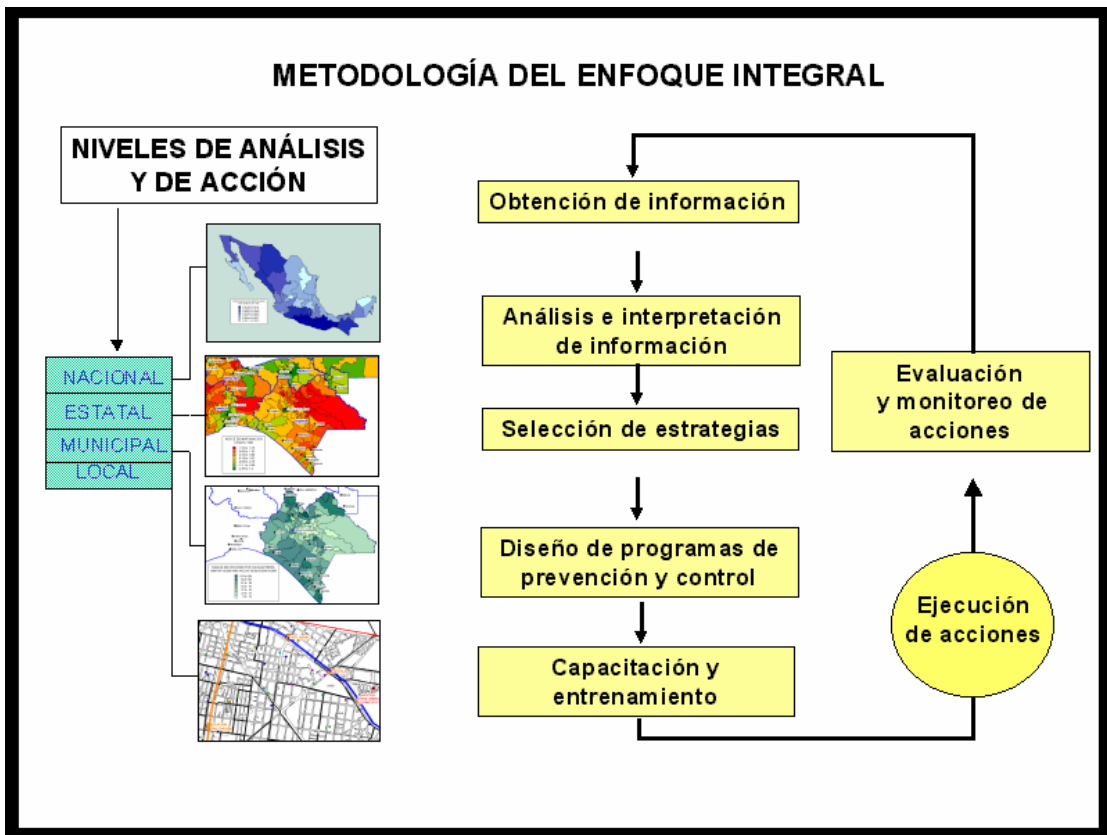 METODOLOGÍA DEL ENFOQUE INTEGRAL
NIVELES DE ANÁLISIS
Y DE ACCIÓN
NACIONAL
ESTATAL
MUNICIPAL
LOCAL
Obtención de información
Análisis e interpretación
de información
Selección de estrategias
Diseño de programas de
prevención y control
Capacitación y
entrenamiento
Ejecución
de acciones
Evaluación
y monitoreo de
acciones